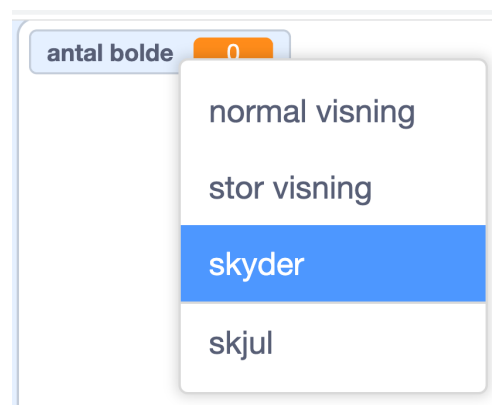 antal bolde 0
normal visning
stor visning
skyder
skjul